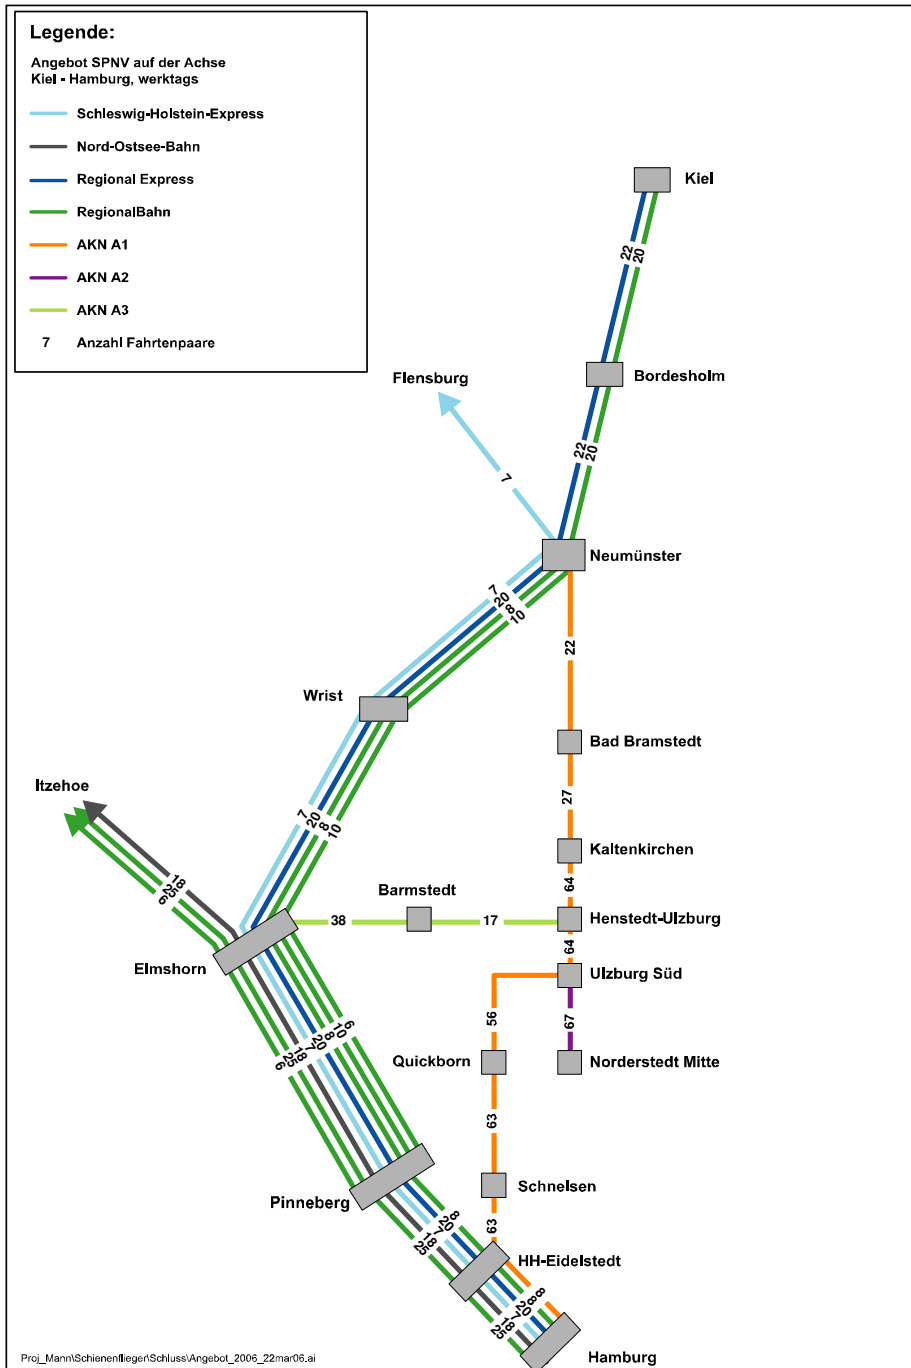 Legende:
Angebot SPNV auf der Achse
Kiel - Hamburg, werktags
Schleswig-Holstein-Express
Nord-Ostsee-Bahn
Regional Express
RegionalBahn
AKN A1
AKN A2
AKN A3
7 Anzahl Fahrtenpaare
Kiel
22 20
Bordesholm
Flensburg
22 20
7
Neumünster
7 20 8 10
22
Wrist
Bad Bramstedt
Itzehoe
27
7 20 8 10
Kaltenkirchen
64
18 25 6
Barmstedt
38 17
Henstedt-Ulzburg
64
Elmshorn
Ulzburg Süd
56 67
6 25 18 7 20 8 10 6
Quickborn
Norderstedt Mitte
63
Schnelsen
Pinneberg
63
25 18 7 20 8
HH-Eidelstedt
25 18 7 20 8 8
Hamburg
Proj_Mann\Schienenflieger\Schluss\Angebot_2006_22mar06.ai